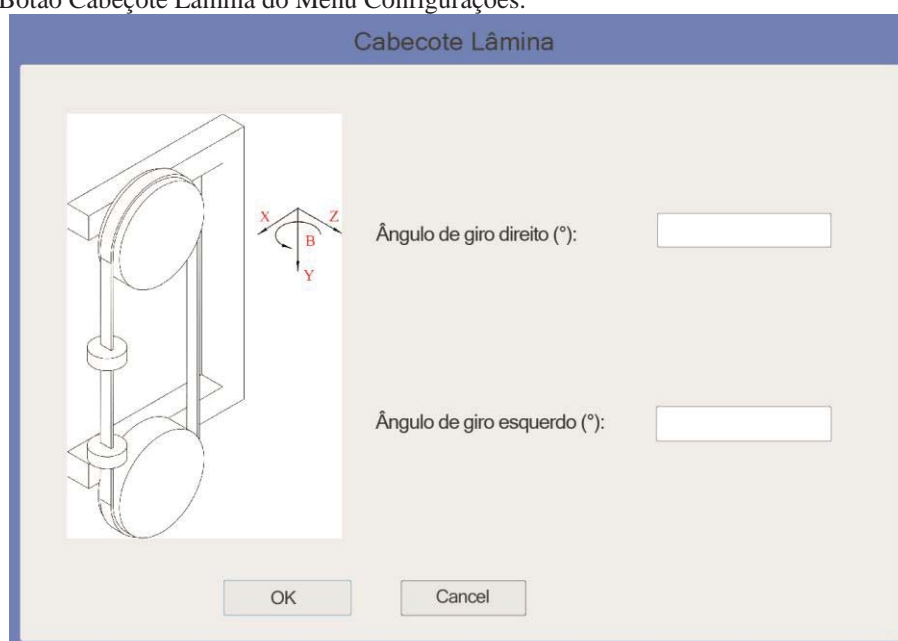 Botão Cabeçote Lâmina do Menu Configurações.
Cabecote Lâmina
X
Z
B
Y
Ângulo de giro direito (°):
Ângulo de giro esquerdo (°):
OK
Cancel